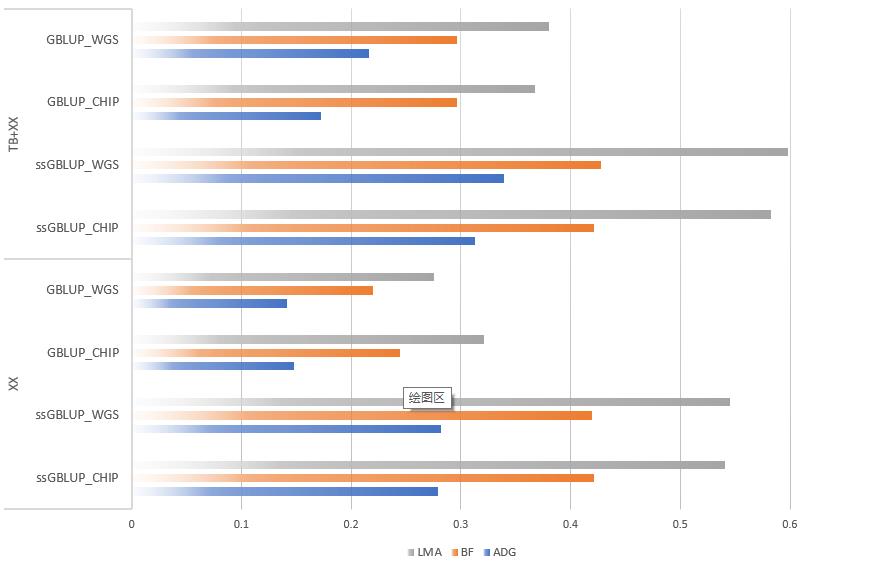 TB+XX
GBLUP_WGS
GBLUP_CHIP
ssGBLUP_WGS
ssGBLUP_CHIP
XX
GBLUP_WGS
GBLUP_CHIP
绘图区
ssGBLUP_WGS
ssGBLUP_CHIP
0 0.1 0.2 0.3 0.4 0.5 0.6
LMA BF ADG